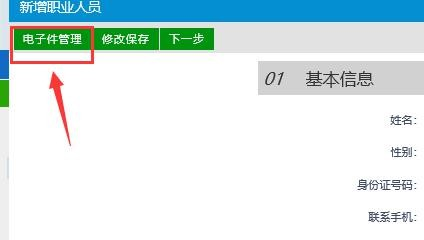 新增职业人员
电子件管理 修改保存 下一步
01 基本信息
姓名:
性别:
身份证号码:
联系手机: